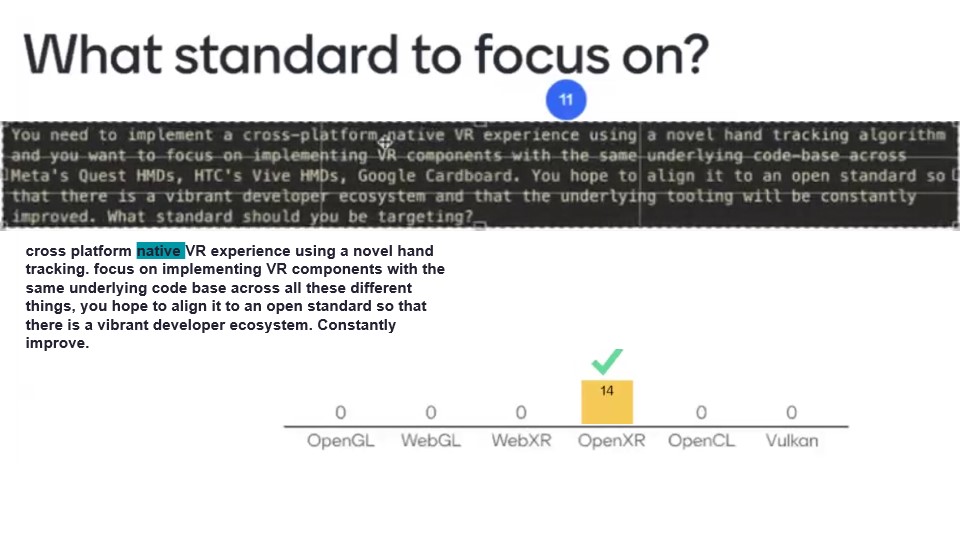 What standard to focus on?
11
You need to implement a cross-platform native VR experience using a novel hand tracking algorithm
and you want to focus on implementing VR components with the same underlying code-base across
Meta's Quest HMDs, HTC's Vive HMDs, Google Cardboard. You hope to align it to an open standard so
that there is a vibrant developer ecosystem and that the underlying tooling will be constantly
improved. What standard should you be targeting?
cross platform native VR experience using a novel hand
tracking. focus on implementing VR components with the
same underlying code base across all these different
things, you hope to align it to an open standard so that
there is a vibrant developer ecosystem. Constantly
improve.
0 0 0 14 0 0
OpenGL WebGL WebXR OpenXR OpenCL Vulkan